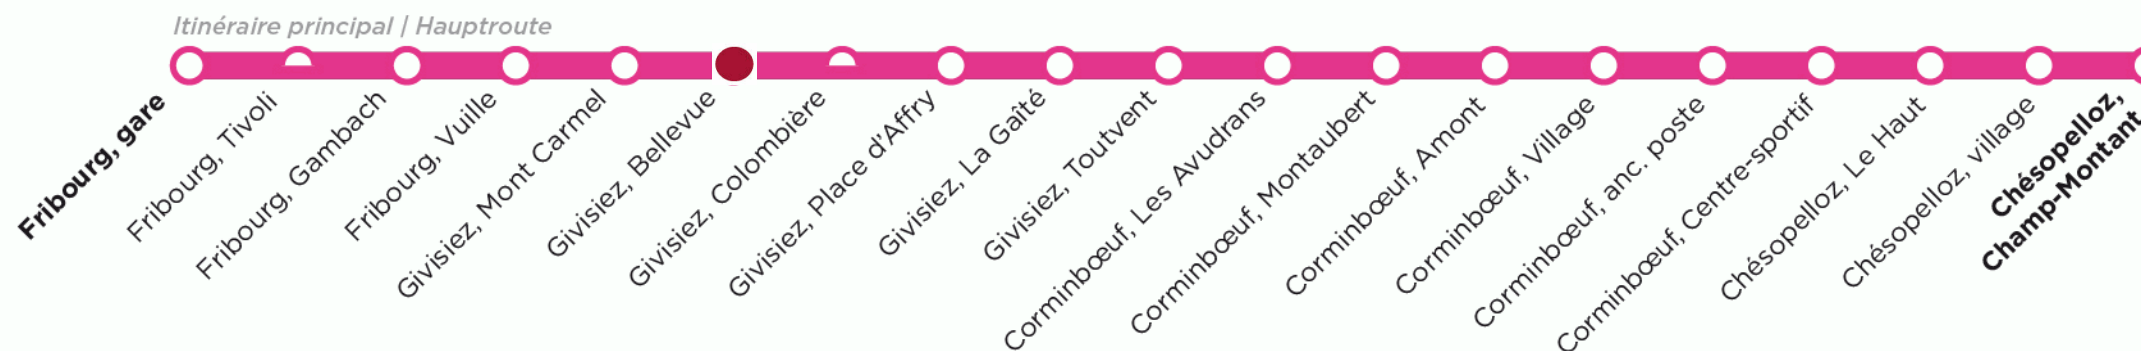 Itinéraire principal | Hauptroute
Fribourg, gare
Fribourg, Tivoli
Fribourg, Gambach
Fribourg, Vuille
Givisiez, Mont Carmel
Givisiez, Bellevue
Givisiez, Colombière
Givisiez, Place d'Affry
Givisiez, La Gaîté
Givisiez, Toutvent
Corminbœuf, Les Avudrans
Corminbœuf, Montaubert
Corminbœuf, Amont
Corminbœuf, Village
Corminbœuf, anc. poste
Corminbœuf, Centre-sportif
Chésopelloz, Le Haut
Chésopelloz, village
Chésopelloz,
Champ-Montant